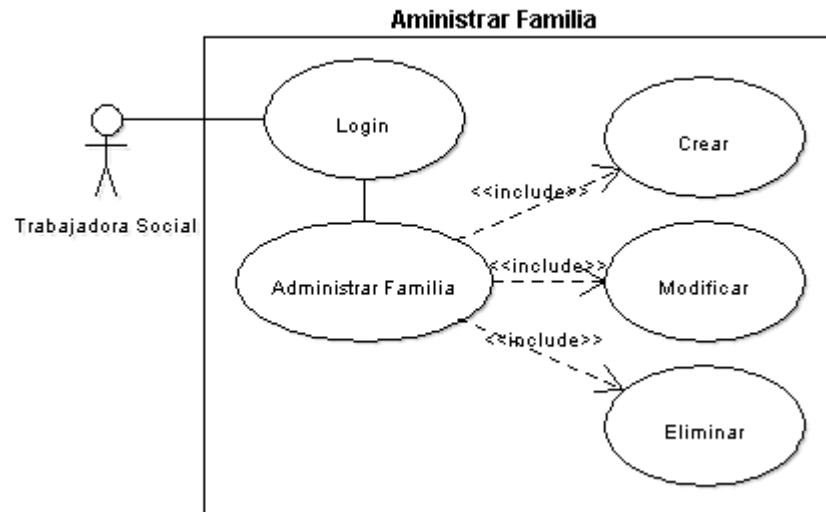 Aministrar Familia
Login
Crear
<<include>>
Trabajadora Social
<<include>>
Administrar Familia
Modificar
<<include>>
Eliminar